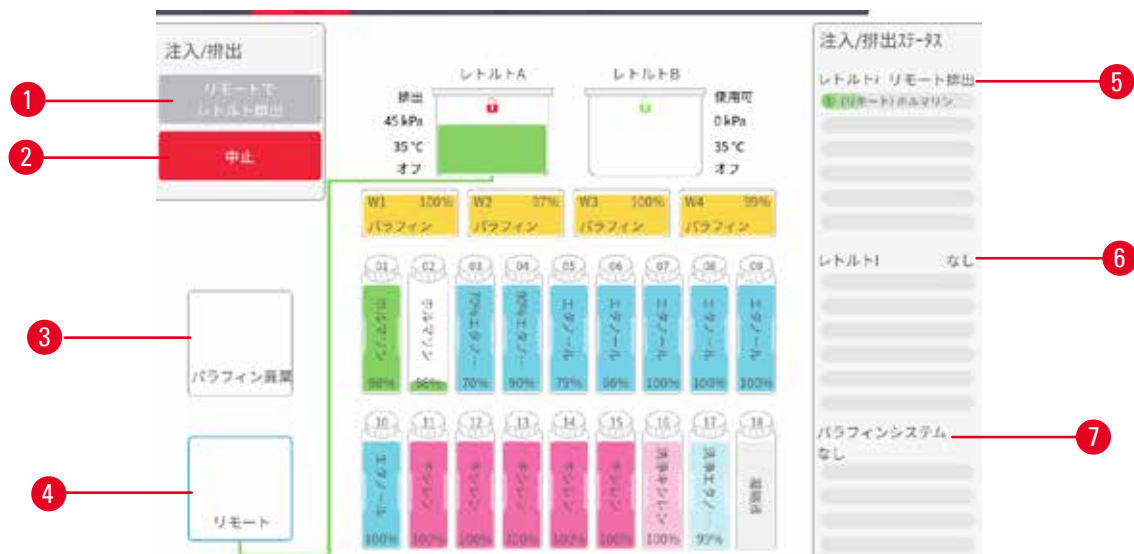 注入/排出
リモートで
レトルト排出
中止
1
2
3
4
5
6
7
パラフィン廃棄
リモート
レトルトA
排出
45 kPa
35 °C
オフ
レトルトB
使用可
0 kPa
35 °C
オフ
W1 100%
パラフィン
W2 97%
パラフィン
W3 100%
パラフィン
W4 99%
パラフィン
01 02 03 04 05 06 07 08 09
ホルマリン
ホルマリン
70%エタノ…
90%エタノ…
エタノール
エタノール
エタノール
エタノール
エタノール
98% 98% 70% 90% 79% 100% 100% 100%
10 11 12 13 14 15 16 17 18
エタノール
キシレン
キシレン
キシレン
キシレン
キシレン
洗浄キシレン
洗浄エタノ…
凝縮液
100% 100% 100% 100% 100% 100% 100% 99%
注入/排出ステータス
レトルト リモート排出
(リモート) ホルマリン
レトルト なし
パラフィンシステム
なし